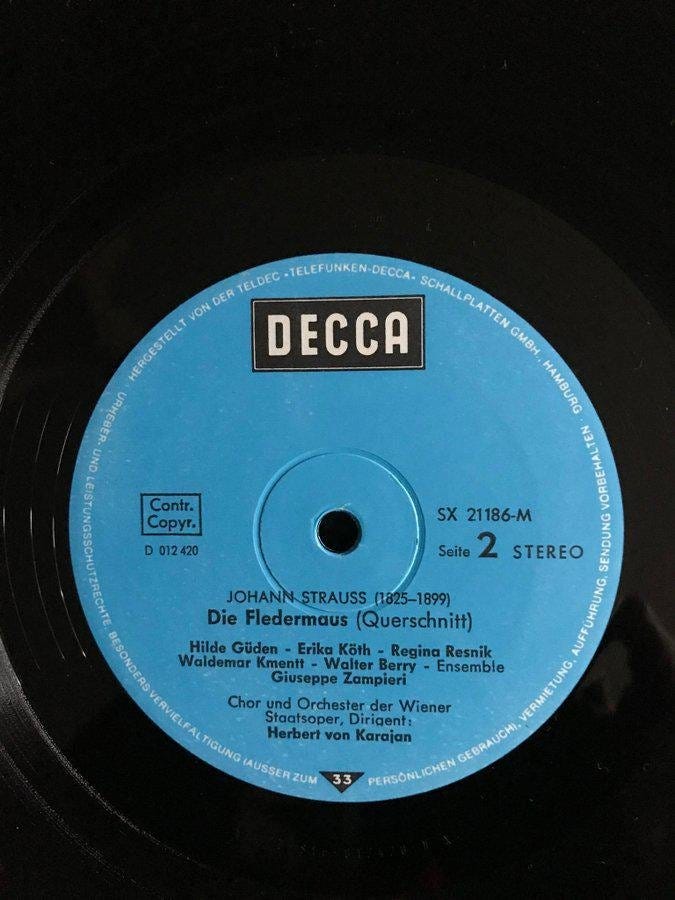 DECCA
HERGESTELLT VON DER TELDEC »TELEFUNKEN-DECCA« SCHALLPLATTEN GMBH., HAMBURG
URHEBER- UND LEISTUNGSSCHUTZRECHTE, BESONDERS VERVIELFÄLTIGUNG (AUSSER ZUM PERSÖNLICHEN GEBRAUCH), VERMIETUNG, AUFFÜHRUNG, SENDUNG VORBEHALTEN
Contr.
Copyr.
D 012 420
SX 21186-M
Seite 2 STEREO
JOHANN STRAUSS (1825–1899)
Die Fledermaus (Querschnitt)
Hilde Güden - Erika Köth - Regina Resnik
Waldemar Kmentt - Walter Berry - Ensemble
Giuseppe Zampieri
Chor und Orchester der Wiener
Staatsoper, Dirigent:
Herbert von Karajan
33